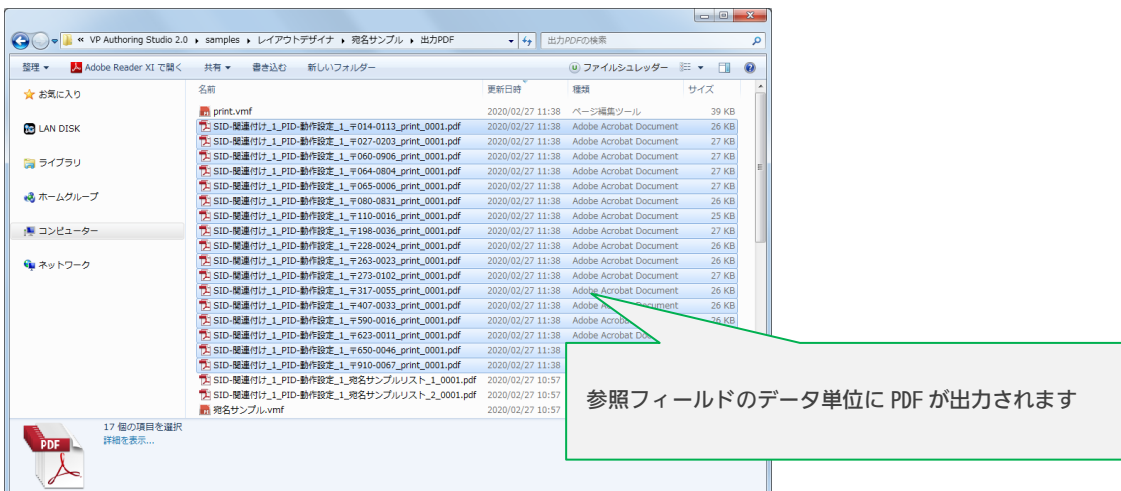 « VP Authoring Studio 2.0 ▸ samples ▸ レイアウトデザイナ ▸ 宛名サンプル ▸ 出力PDF
出力PDFの検索
整理 ▼ Adobe Reader XI で開く 共有 ▼ 書き込む 新しいフォルダー ファイルシュレッダー
お気に入り
LAN DISK
ライブラリ
ホームグループ
コンピューター
ネットワーク
名前 更新日時 種類 サイズ
print.vmf 2020/02/27 11:38 ページ編集ツール 39 KB
SID-関連付け_1_PID-動作設定_1_〒014-0113_print_0001.pdf 2020/02/27 11:38 Adobe Acrobat Document 26 KB
SID-関連付け_1_PID-動作設定_1_〒027-0203_print_0001.pdf 2020/02/27 11:38 Adobe Acrobat Document 27 KB
SID-関連付け_1_PID-動作設定_1_〒060-0906_print_0001.pdf 2020/02/27 11:38 Adobe Acrobat Document 27 KB
SID-関連付け_1_PID-動作設定_1_〒064-0804_print_0001.pdf 2020/02/27 11:38 Adobe Acrobat Document 27 KB
SID-関連付け_1_PID-動作設定_1_〒065-0006_print_0001.pdf 2020/02/27 11:38 Adobe Acrobat Document 27 KB
SID-関連付け_1_PID-動作設定_1_〒080-0831_print_0001.pdf 2020/02/27 11:38 Adobe Acrobat Document 26 KB
SID-関連付け_1_PID-動作設定_1_〒110-0016_print_0001.pdf 2020/02/27 11:38 Adobe Acrobat Document 25 KB
SID-関連付け_1_PID-動作設定_1_〒198-0036_print_0001.pdf 2020/02/27 11:38 Adobe Acrobat Document 27 KB
SID-関連付け_1_PID-動作設定_1_〒228-0024_print_0001.pdf 2020/02/27 11:38 Adobe Acrobat Document 26 KB
SID-関連付け_1_PID-動作設定_1_〒263-0023_print_0001.pdf 2020/02/27 11:38 Adobe Acrobat Document 26 KB
SID-関連付け_1_PID-動作設定_1_〒273-0102_print_0001.pdf 2020/02/27 11:38 Adobe Acrobat Document 27 KB
SID-関連付け_1_PID-動作設定_1_〒317-0055_print_0001.pdf 2020/02/27 11:38 Adobe Acrobat Document 26 KB
SID-関連付け_1_PID-動作設定_1_〒407-0033_print_0001.pdf 2020/02/27 11:38 Adobe 26 KB
SID-関連付け_1_PID-動作設定_1_〒590-0016_print_0001.pdf 2020/02/27 11:38 Adobe 26 KB
SID-関連付け_1_PID-動作設定_1_〒623-0011_print_0001.pdf 2020/02/27 11:38 Adobe Acrobat
SID-関連付け_1_PID-動作設定_1_〒650-0046_print_0001.pdf 2020/02/27 11:38
SID-関連付け_1_PID-動作設定_1_〒910-0067_print_0001.pdf 2020/02/27 11:38
SID-関連付け_1_PID-動作設定_1_宛名サンプルリスト_1_0001.pdf 2020/02/27 10:57
SID-関連付け_1_PID-動作設定_1_宛名サンプルリスト_2_0001.pdf 2020/02/27 10:57
宛名サンプル.vmf 2020/02/27 10:57
参照フィールドのデータ単位に PDF が出力されます
17 個の項目を選択
詳細を表示...
PDF